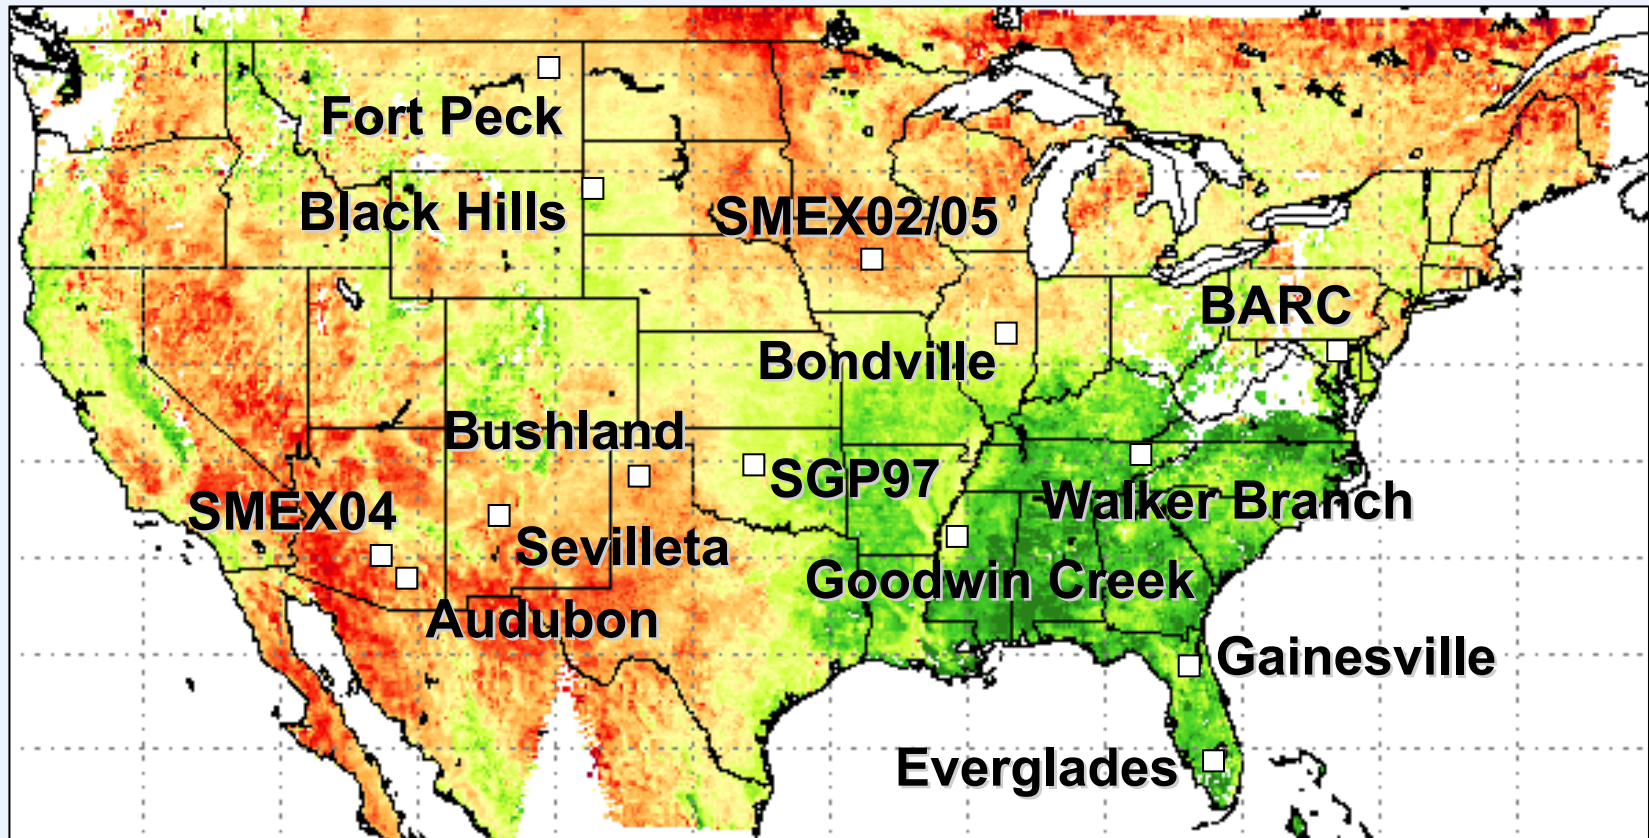 Fort Peck
Black Hills
SMEX02/05
BARC
Bondville
Bushland
SGP97
SMEX04
Walker Branch
Sevilleta
Goodwin Creek
Audubon
Gainesville
Everglades